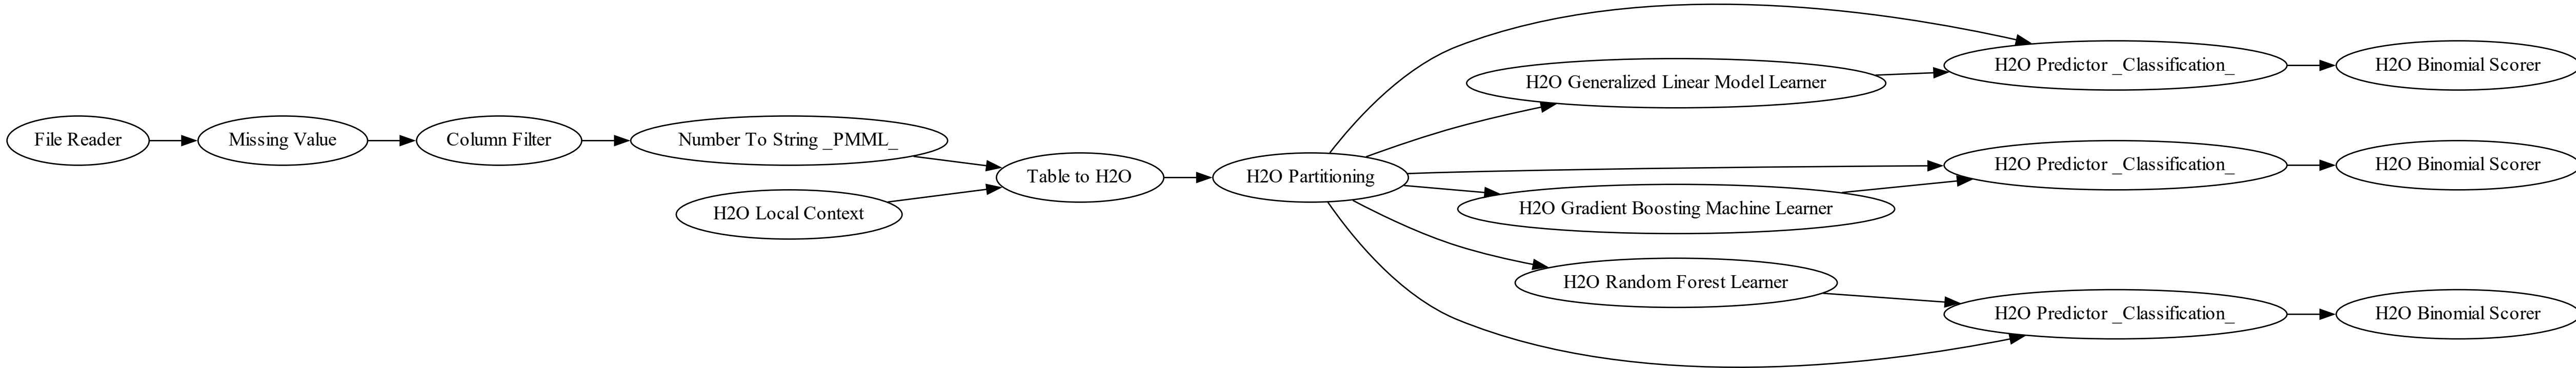 File Reader
Missing Value
Column Filter
Number To String _PMML_
H2O Local Context
Table to H2O
H2O Partitioning
H2O Generalized Linear Model Learner
H2O Gradient Boosting Machine Learner
H2O Random Forest Learner
H2O Predictor _Classification_
H2O Binomial Scorer
H2O Predictor _Classification_
H2O Binomial Scorer
H2O Predictor _Classification_
H2O Binomial Scorer